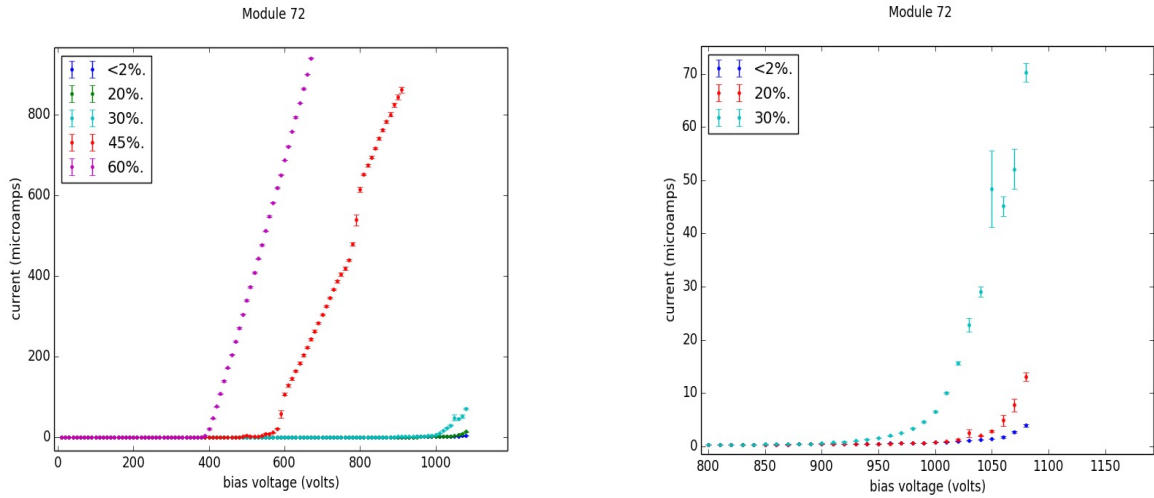 Module 72
<2%.
20%.
30%.
45%.
60%.
800
600
400
200
0
current (microamps)
0 200 400 600 800 1000
bias voltage (volts)
Module 72
<2%.
20%.
30%.
70
60
50
40
30
20
10
0
current (microamps)
800 850 900 950 1000 1050 1100 1150
bias voltage (volts)